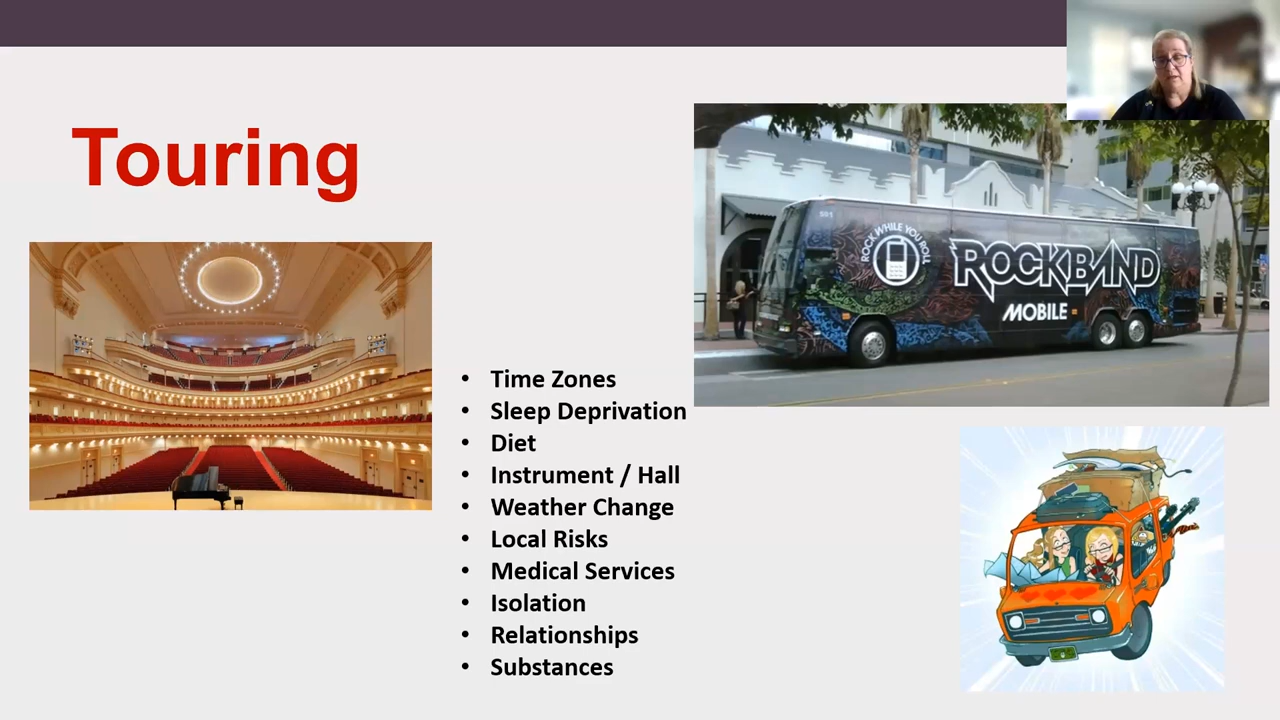 Touring
• Time Zones
• Sleep Deprivation
• Diet
• Instrument / Hall
• Weather Change
• Local Risks
• Medical Services
• Isolation
• Relationships
• Substances
551
ROCK WHILE YOU ROLL
ROCKBAND
MOBILE